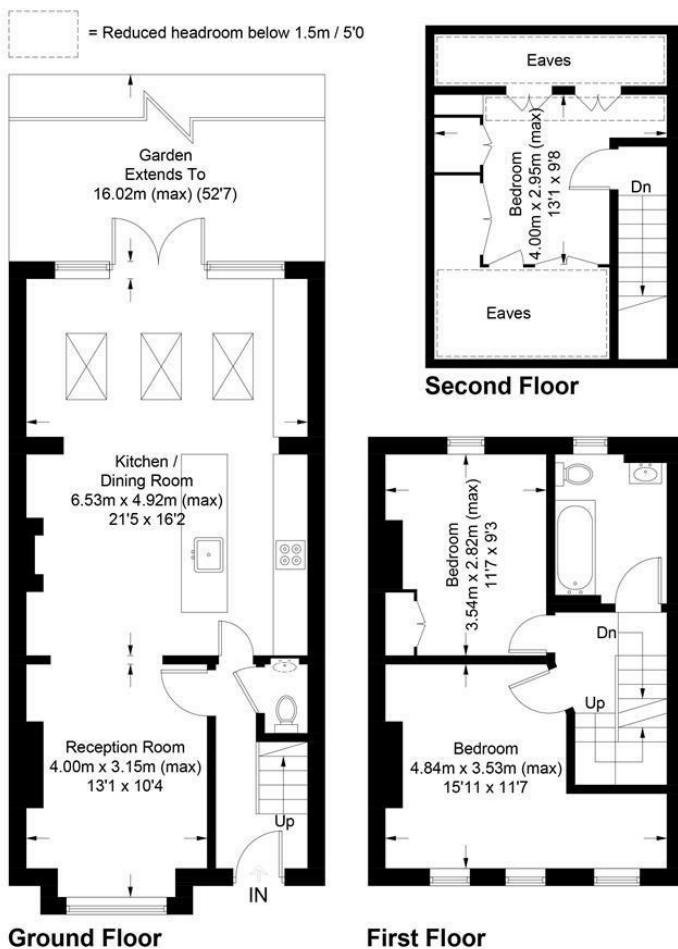 = Reduced headroom below 1.5m / 5'0
Garden
Extends To
16.02m (max) (52'7)
Kitchen /
Dining Room
6.53m x 4.92m (max)
21'5 x 16'2
Reception Room
4.00m x 3.15m (max)
13'1 x 10'4
Up
IN
Ground Floor
Eaves
Bedroom
4.00m x 2.95m (max)
13'1 x 9'8
Dn
Eaves
Second Floor
Bedroom
3.54m x 2.82m (max)
11'7 x 9'3
Dn
Up
Bedroom
4.84m x 3.53m (max)
15'11 x 11'7
First Floor